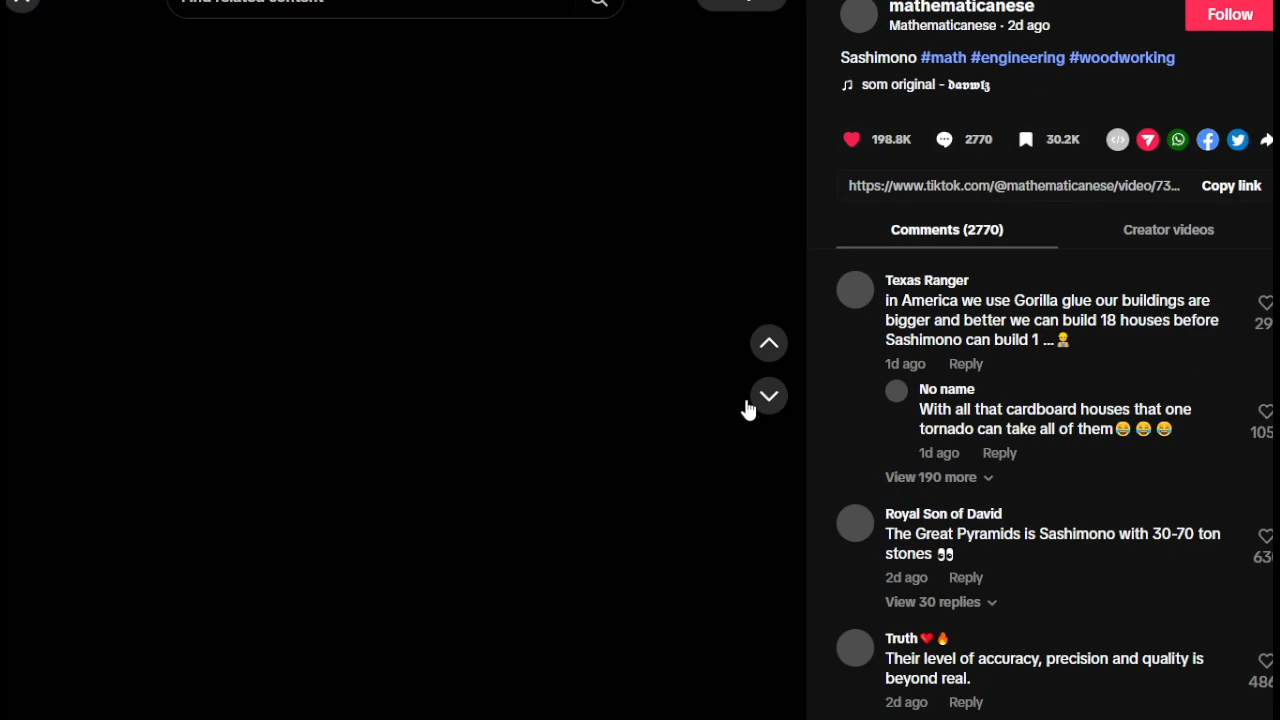 Find related content
mathematicanese
Mathematicanese · 2d ago
Follow
Sashimono #math #engineering #woodworking
som original - 𝖉𝖆𝖛𝖜𝖎𝖟
198.8K 2770 30.2K
https://www.tiktok.com/@mathematicanese/video/73... Copy link
Comments (2770) Creator videos
Texas Ranger
in America we use Gorilla glue our buildings are
bigger and better we can build 18 houses before
Sashimono can build 1 ...
29
1d ago Reply
No name
With all that cardboard houses that one
tornado can take all of them😂😂😂
105
1d ago Reply
View 190 more
Royal Son of David
The Great Pyramids is Sashimono with 30-70 ton
stones 👀
63
2d ago Reply
View 30 replies
Truth❤️🔥
Their level of accuracy, precision and quality is
beyond real.
486
2d ago Reply